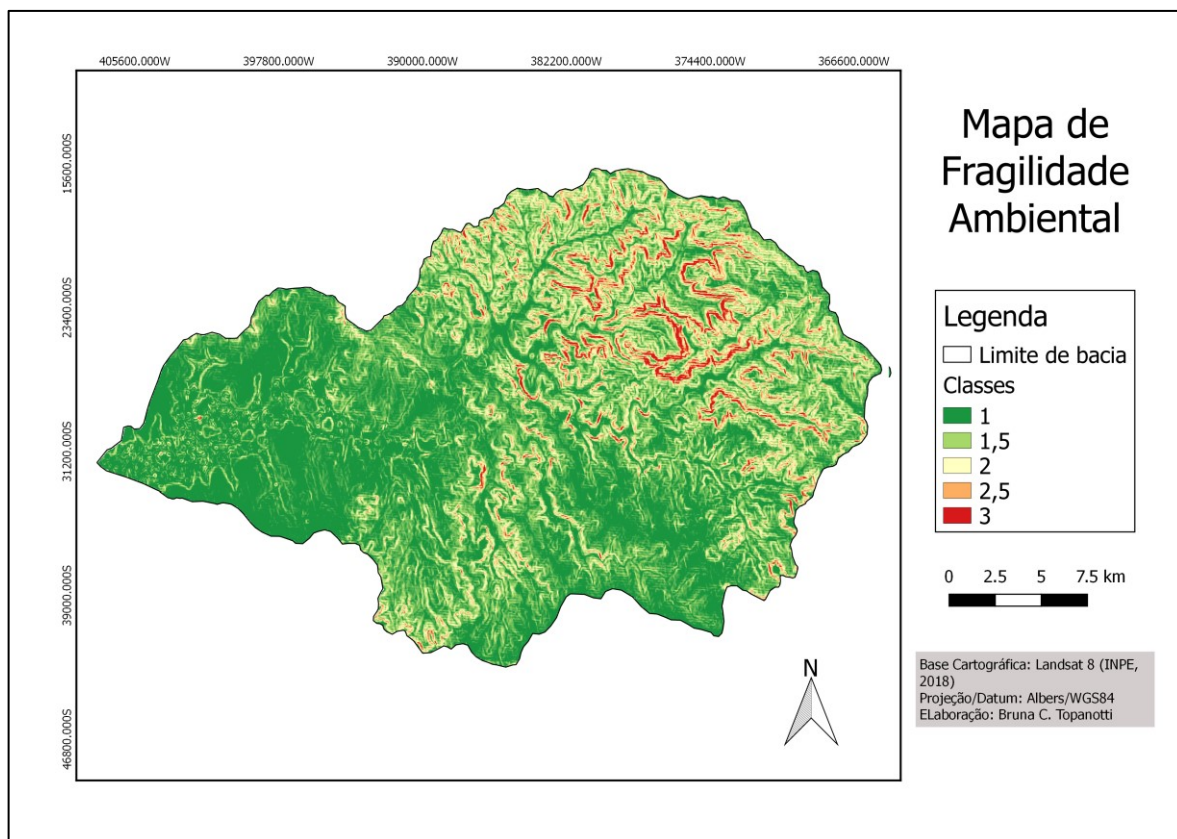 405600.000W
397800.000W
390000.000W
382200.000W
374400.000W
366600.000W
15600.000S
23400.000S
31200.000S
39000.000S
46800.000S
N
Mapa de
Fragilidade
Ambiental
Legenda
Limite de bacia
Classes
1
1,5
2
2,5
3
0 2.5 5 7.5 km
Base Cartográfica: Landsat 8 (INPE,
2018)
Projeção/Datum: Albers/WGS84
ELaboração: Bruna C. Topanotti